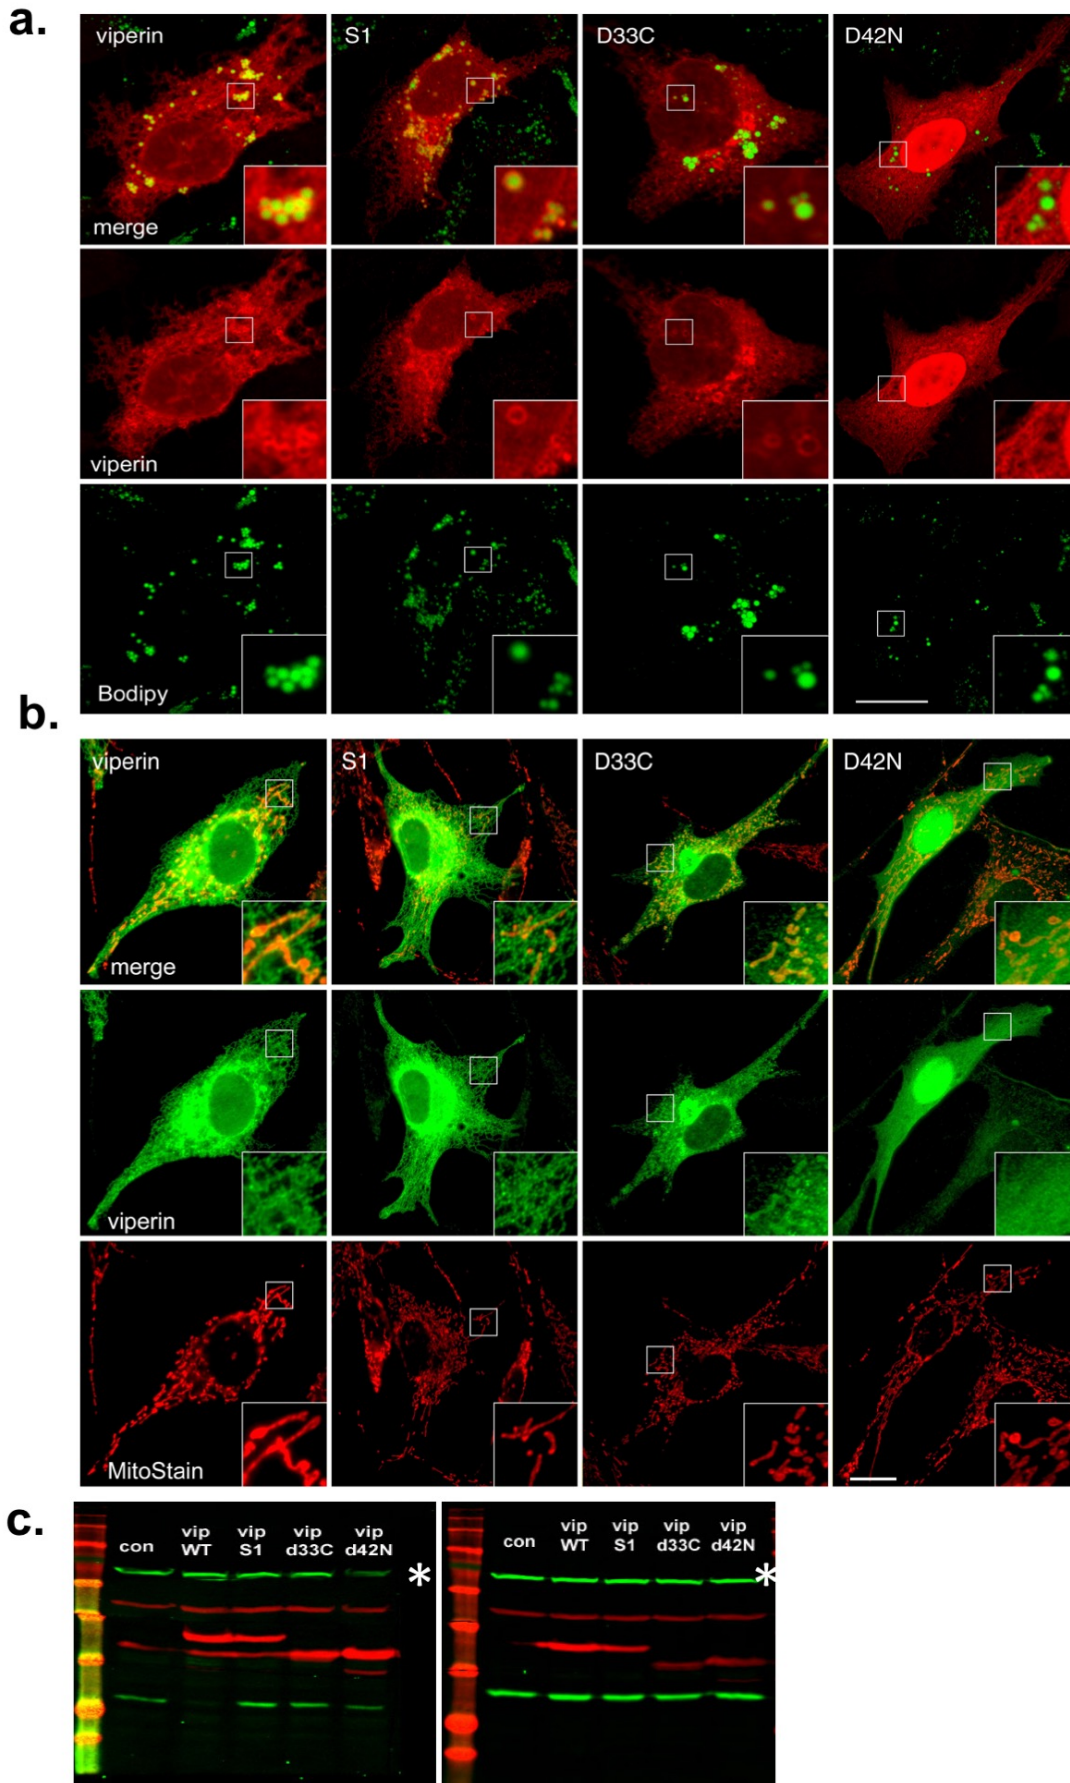 a.
viperin S1 D33C D42N
merge
viperin
Bodipy
b.
viperin S1 D33C D42N
merge
viperin
MitoStain
c.
con vip WT vip S1 vip d33C vip d42N *
con vip WT vip S1 vip d33C vip d42N *